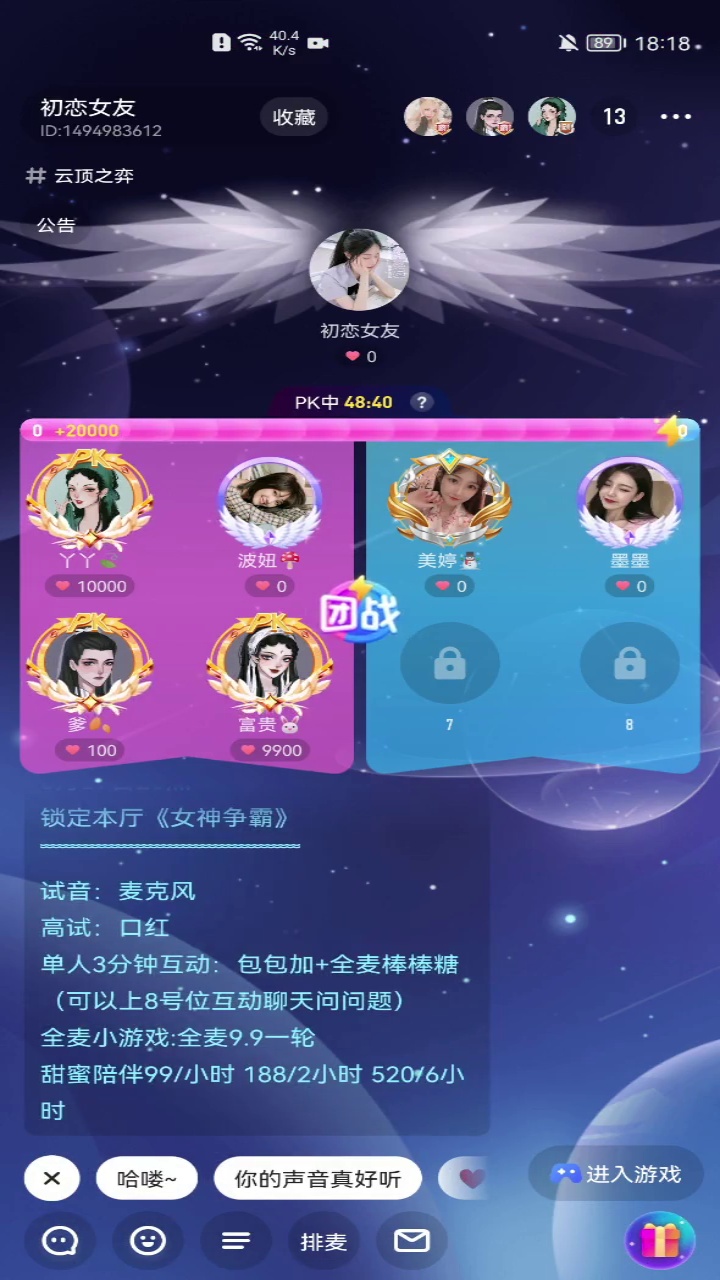 40.4
K/s
89
18:18
初恋女友
ID:1494983612
收藏
13
# 云顶之弈
公告
初恋女友
0
PK中 48:40 ?
0 +20000
0
丫丫
10000
波妞
0
美婷
0
墨墨
0
团战
爹
100
富贵
9900
7
8
锁定本厅《女神争霸》
试音：麦克风
高试：口红
单人3分钟互动：包包加+全麦棒棒糖
（可以上8号位互动聊天问问题）
全麦小游戏:全麦9.9一轮
甜蜜陪伴99/小时 188/2小时 520/6小
时
哈喽~
你的声音真好听
进入游戏
排麦